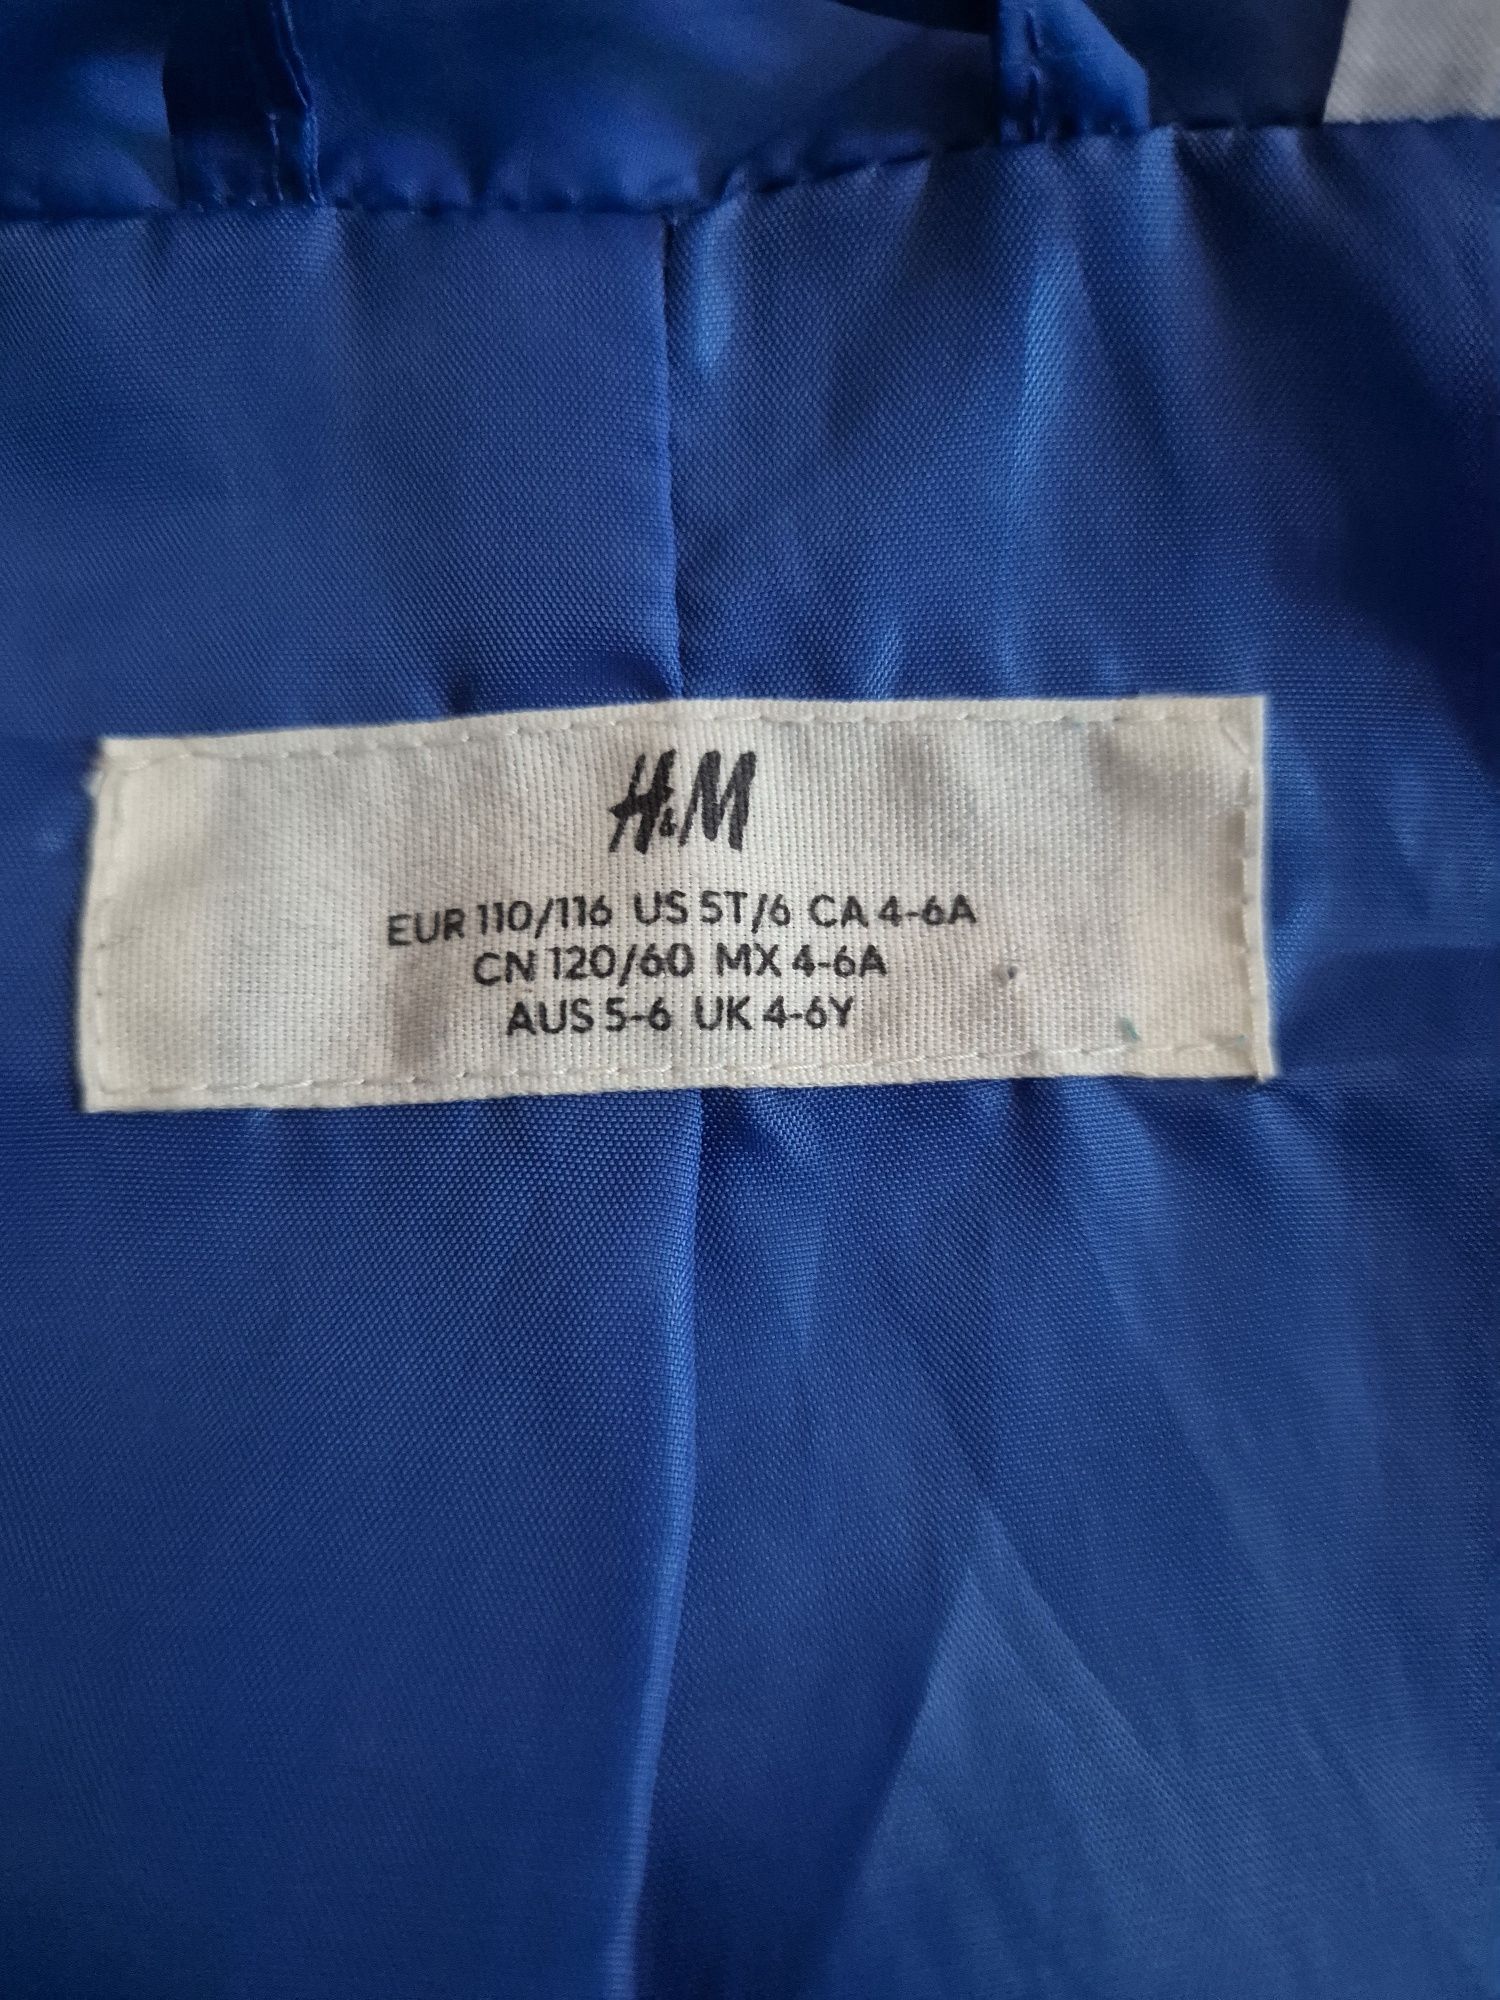 H&M
EUR 110/116 US 5T/6 CA 4-6A
CN 120/60 MX 4-6A
AUS 5-6 UK 4-6Y